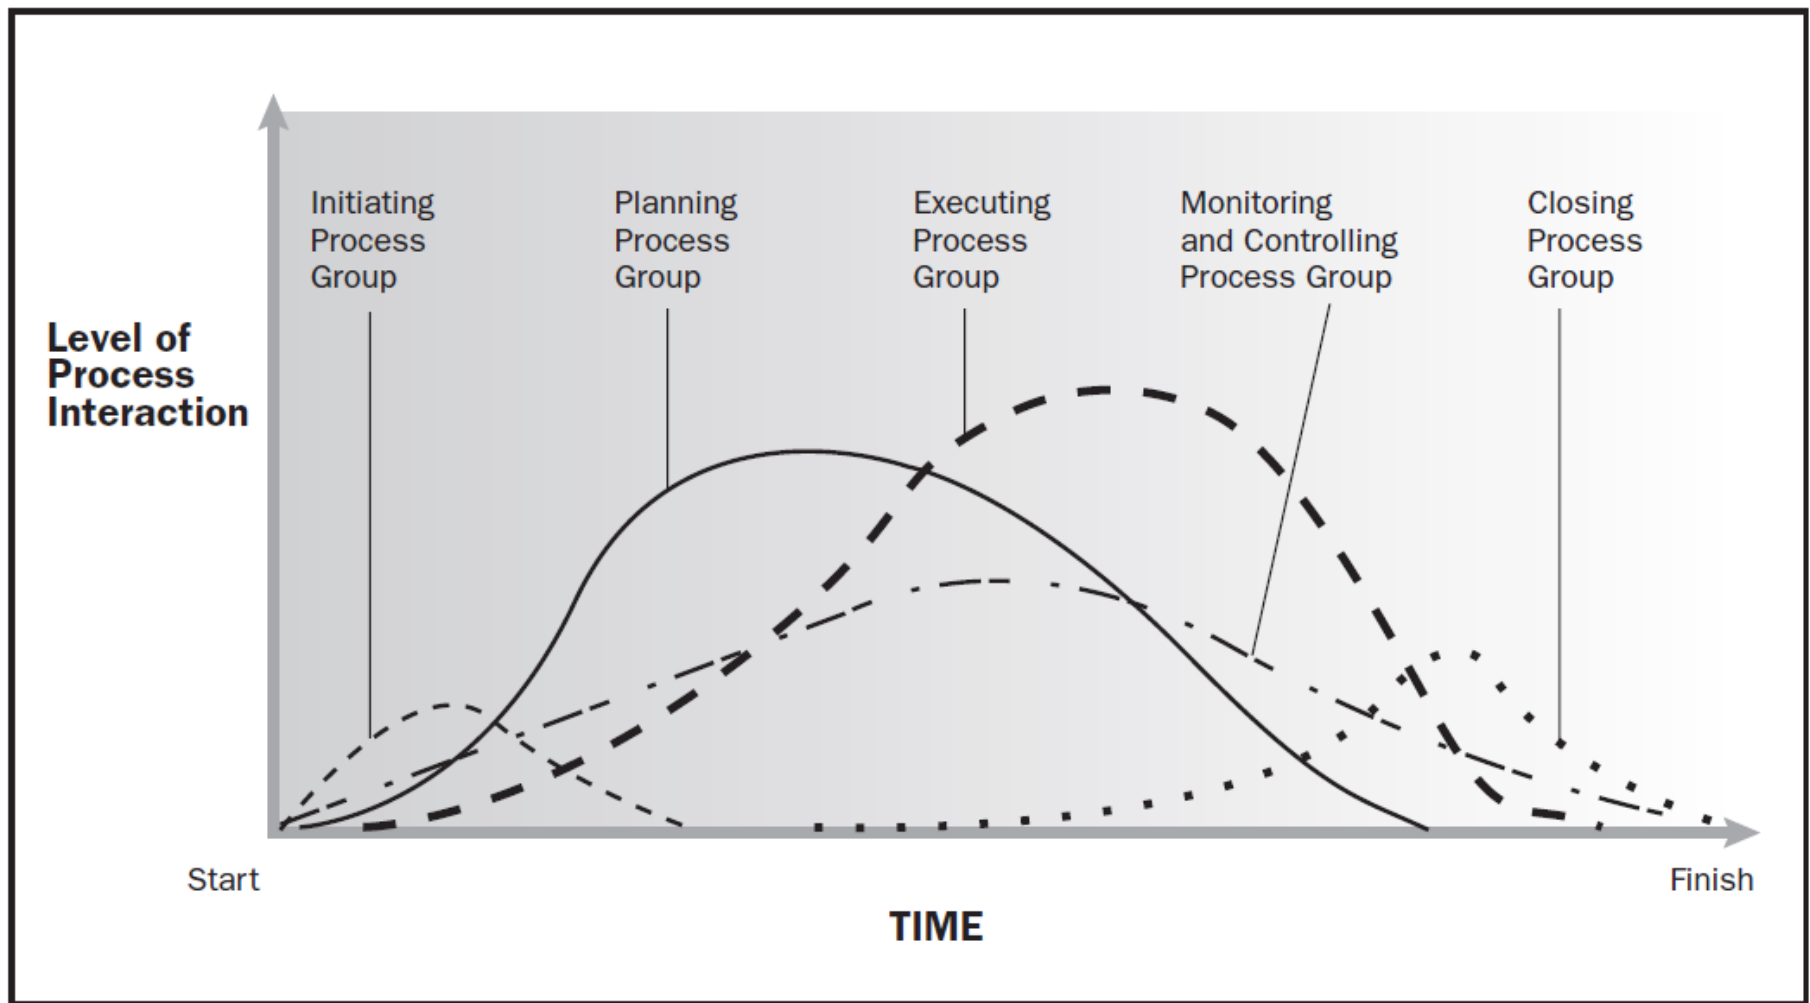 Initiating
Process
Group
Planning
Process
Group
Executing
Process
Group
Monitoring
and Controlling
Process Group
Closing
Process
Group
Level of
Process
Interaction
Start
Finish
TIME